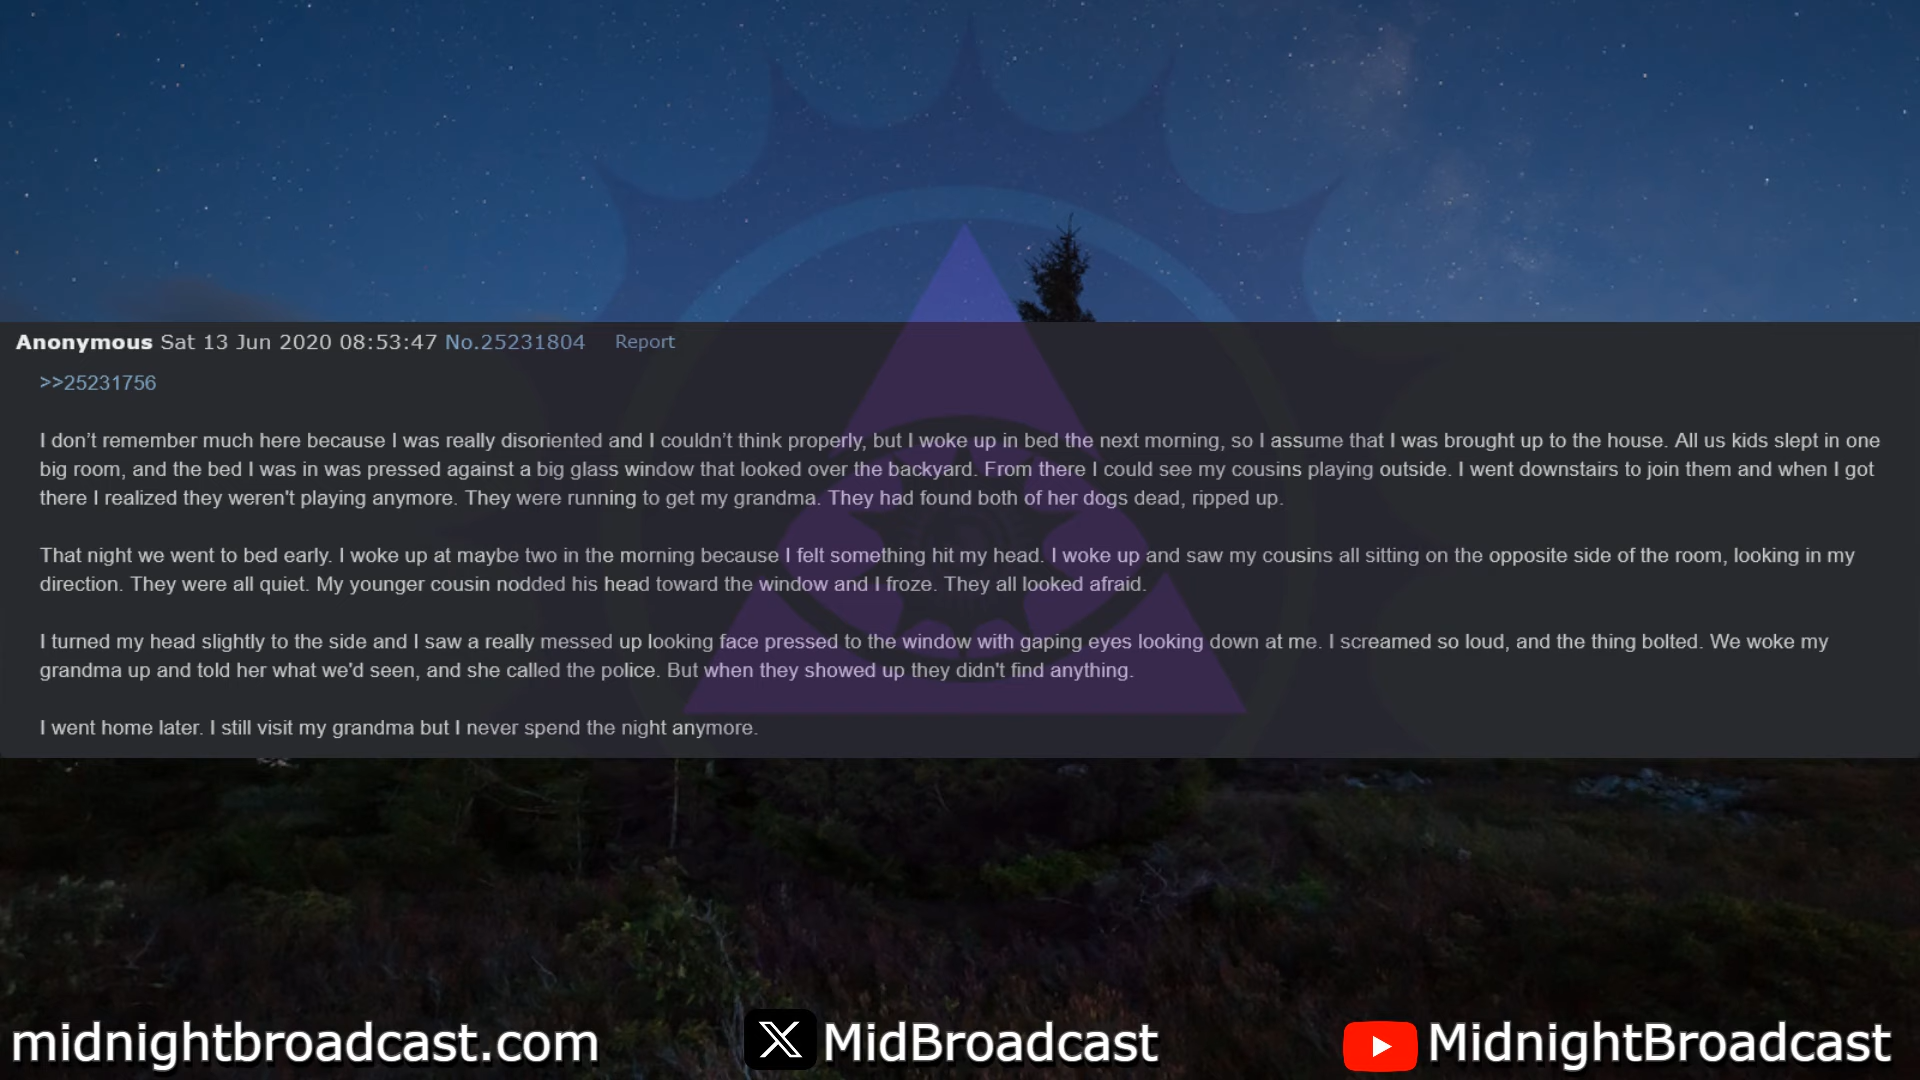 Anonymous Sat 13 Jun 2020 08:53:47 No.25231804 Report
>>25231756
I don’t remember much here because I was really disoriented and I couldn’t think properly, but I woke up in bed the next morning, so I assume that I was brought up to the house. All us kids slept in one
big room, and the bed I was in was pressed against a big glass window that looked over the backyard. From there I could see my cousins playing outside. I went downstairs to join them and when I got
there I realized they weren't playing anymore. They were running to get my grandma. They had found both of her dogs dead, ripped up.
That night we went to bed early. I woke up at maybe two in the morning because I felt something hit my head. I woke up and saw my cousins all sitting on the opposite side of the room, looking in my
direction. They were all quiet. My younger cousin nodded his head toward the window and I froze. They all looked afraid.
I turned my head slightly to the side and I saw a really messed up looking face pressed to the window with gaping eyes looking down at me. I screamed so loud, and the thing bolted. We woke my
grandma up and told her what we'd seen, and she called the police. But when they showed up they didn't find anything.
I went home later. I still visit my grandma but I never spend the night anymore.
midnightbroadcast.com MidBroadcast MidnightBroadcast